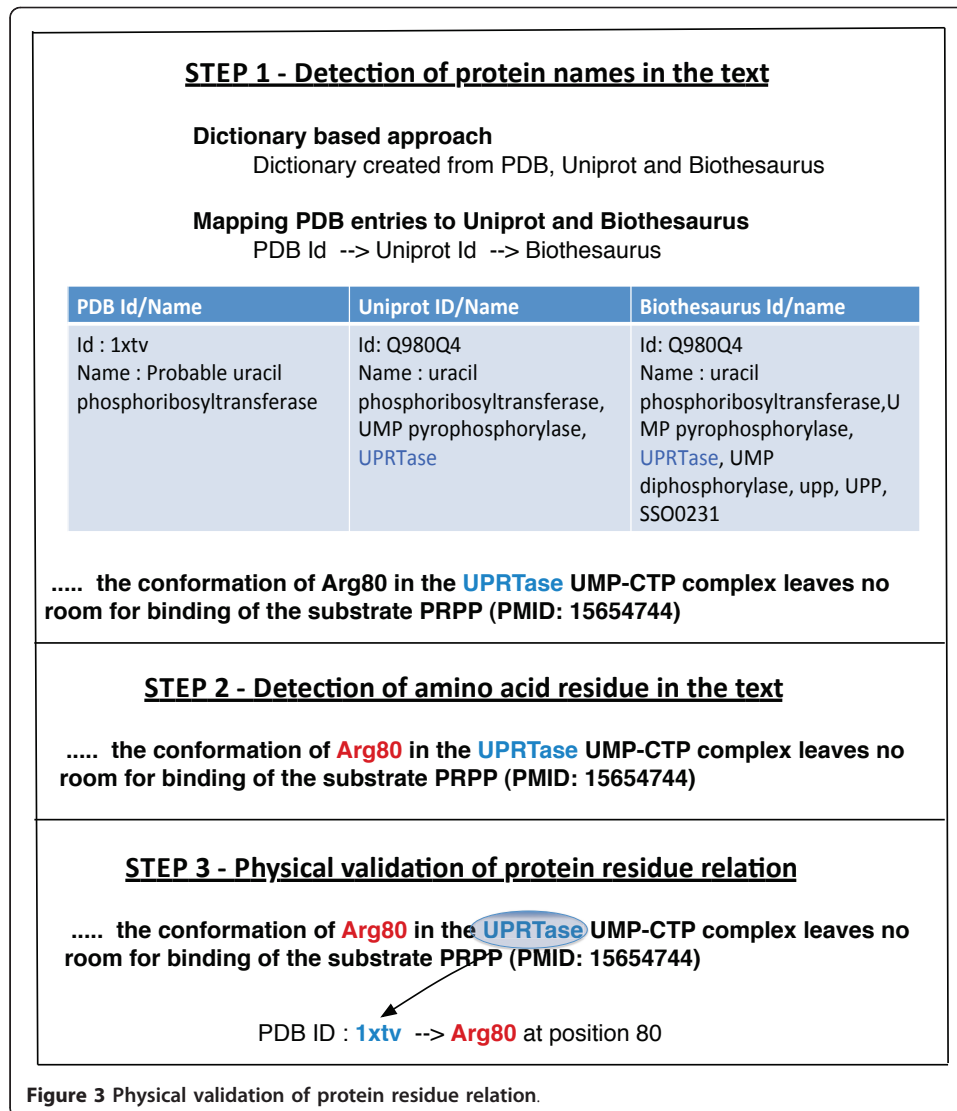 STEP 1 - Detection of protein names in the text
Dictionary based approach
Dictionary created from PDB, Uniprot and Biothesaurus
Mapping PDB entries to Uniprot and Biothesaurus
PDB Id --> Uniprot Id --> Biothesaurus
PDB Id/Name
Id : 1xtv
Name : Probable uracil
phosphoribosyltransferase
Uniprot ID/Name
Id: Q980Q4
Name : uracil
phosphoribosyltransferase,
UMP pyrophosphorylase,
UPRTase
Biothesaurus Id/name
Id: Q980Q4
Name : uracil
phosphoribosyltransferase,U
MP pyrophosphorylase,
UPRTase, UMP
diphosphorylase, upp, UPP,
SSO0231
..... the conformation of Arg80 in the UPRTase UMP-CTP complex leaves no
room for binding of the substrate PRPP (PMID: 15654744)
STEP 2 - Detection of amino acid residue in the text
..... the conformation of Arg80 in the UPRTase UMP-CTP complex leaves no
room for binding of the substrate PRPP (PMID: 15654744)
STEP 3 - Physical validation of protein residue relation
..... the conformation of Arg80 in the UPRTase UMP-CTP complex leaves no
room for binding of the substrate PRPP (PMID: 15654744)
PDB ID : 1xtv --> Arg80 at position 80
Figure 3 Physical validation of protein residue relation.